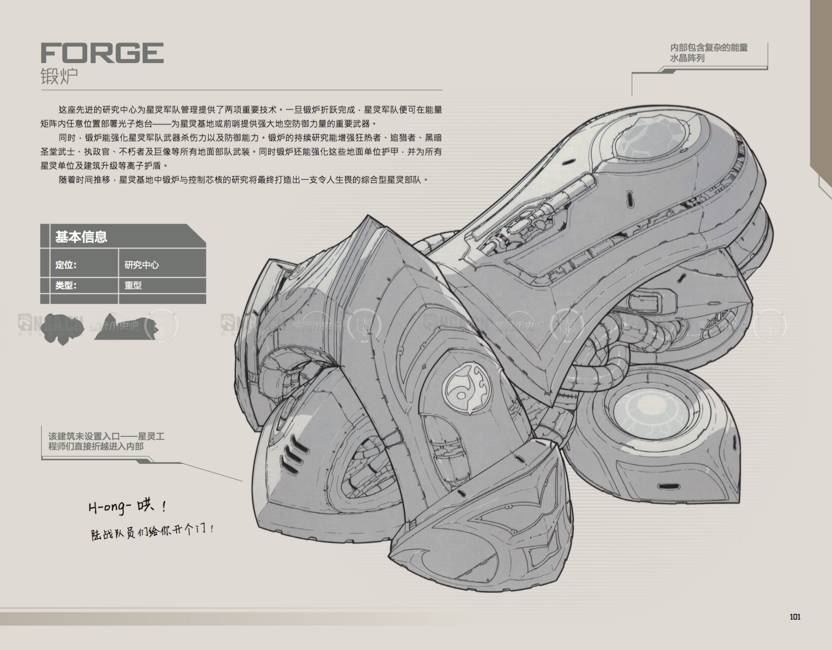 FORGE
锻炉
内部包含复杂的能量
水晶阵列
这座先进的研究中心为星灵军队管理提供了两项重要技术。一旦锻炉折跃完成，星灵军队便可在能量
矩阵内任意位置部署光子炮台——为星灵基地或前哨提供强大地空防御力量的重要武器。
同时，锻炉能强化星灵军队武器杀伤力以及防御能力。锻炉的持续研究能增强狂热者、追猎者、黑暗
圣堂武士、执政官、不朽者及巨像等所有地面部队武装。同时锻炉还能强化这些地面单位护甲，并为所有
星灵单位及建筑升级等离子护盾。
随着时间推移，星灵基地中锻炉与控制芯核的研究将最终打造出一支令人生畏的综合型星灵部队。
基本信息
定位： 研究中心
类型： 重型
该建筑未设置入口——星灵工
程师们直接折越进入内部
H-ong-哄！
陆战队员们给你开个门！
101